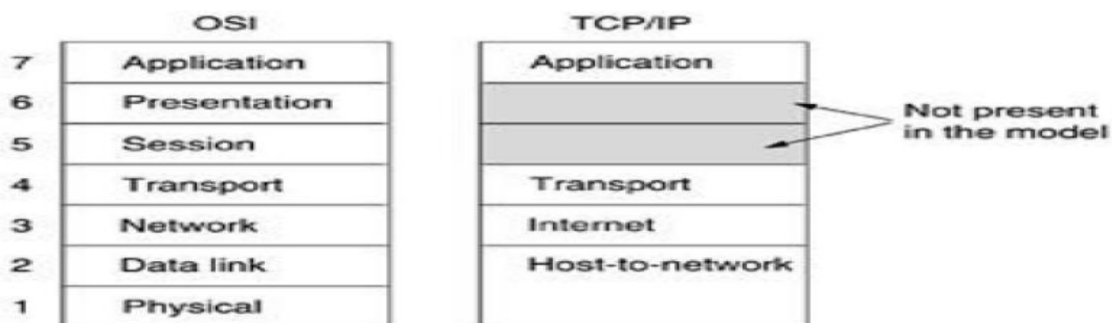 OSI TCP/IP
7 Application Application
6 Presentation
Not present
5 Session
in the model
4 Transport Transport
3 Network Internet
2 Data link Host-to-network
1 Physical